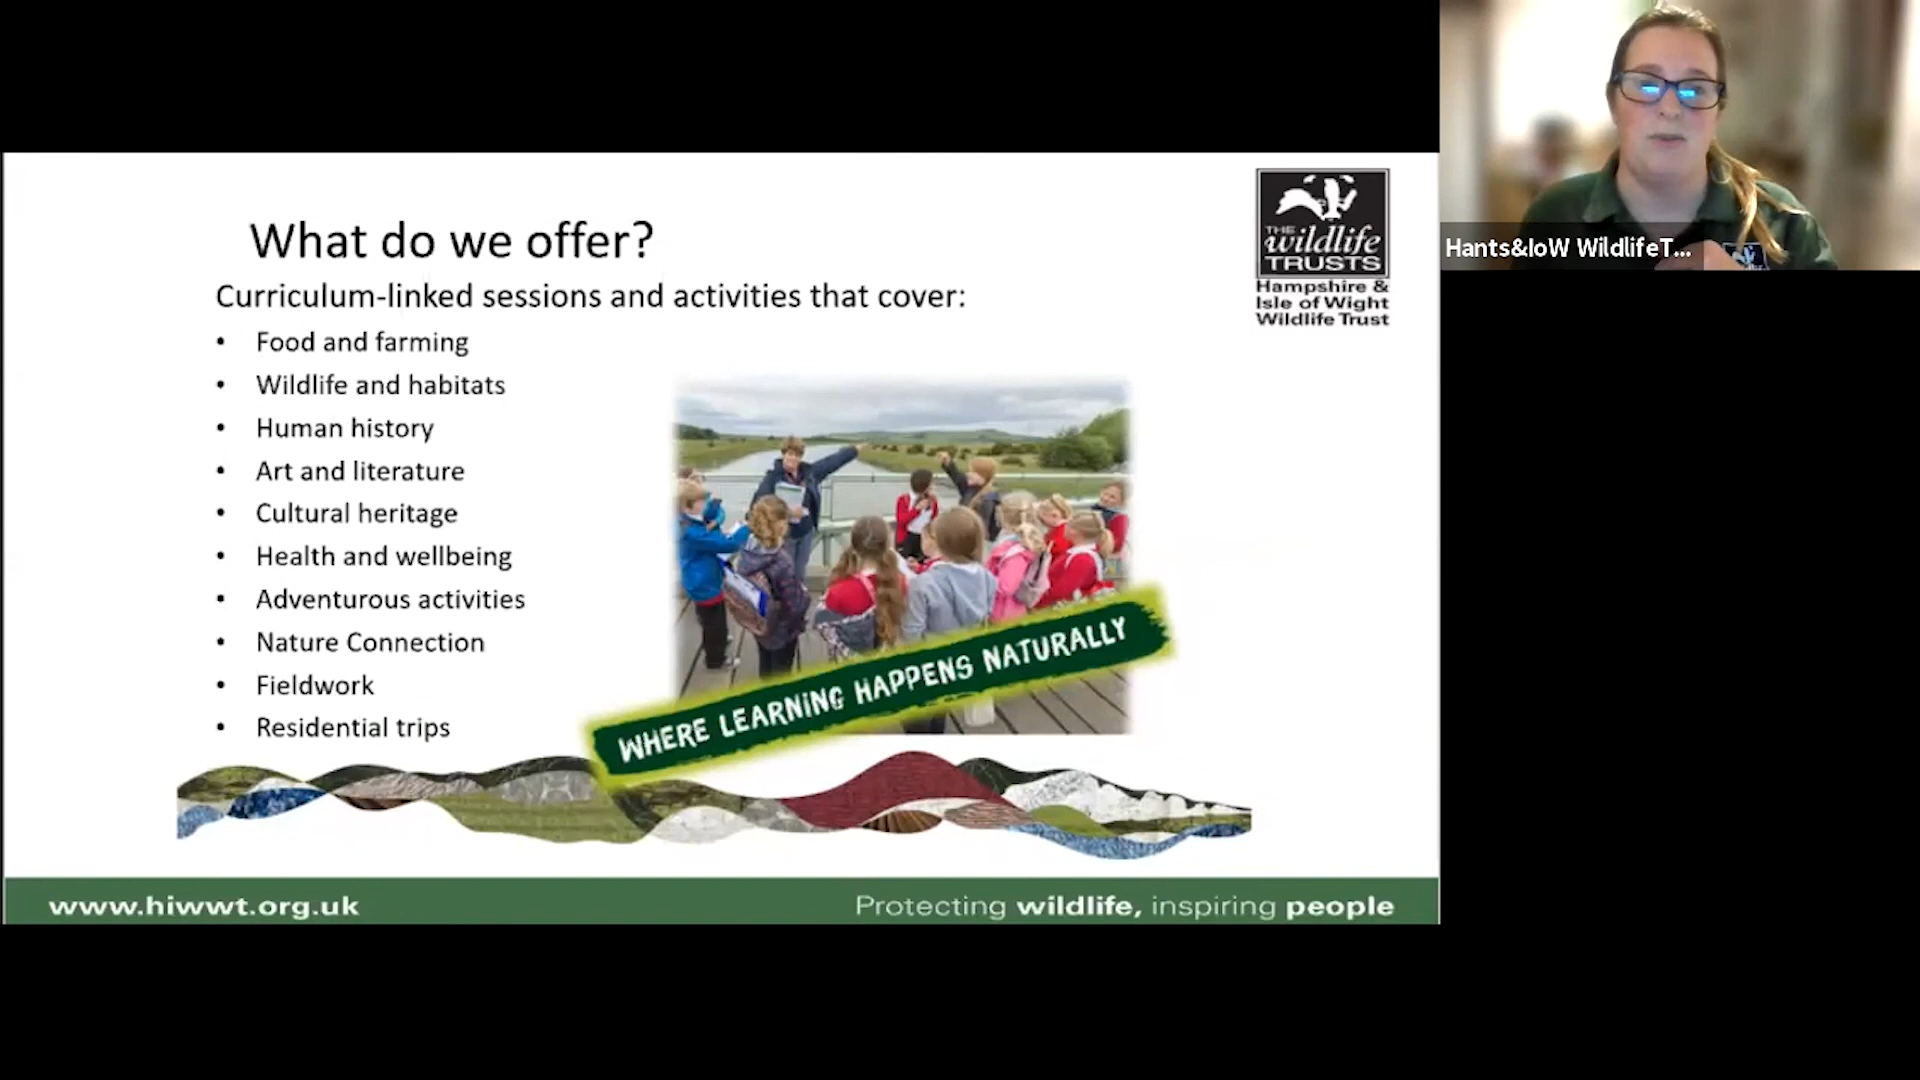 What do we offer?
Curriculum-linked sessions and activities that cover:
• Food and farming
• Wildlife and habitats
• Human history
• Art and literature
• Cultural heritage
• Health and wellbeing
• Adventurous activities
• Nature Connection
• Fieldwork
• Residential trips
WHERE LEARNING HAPPENS NATURALLY
THE
wildlife
TRUSTS
Hampshire &
Isle of Wight
Wildlife Trust
www.hiwwt.org.uk
Protecting wildlife, inspiring people
Hants&IoW WildlifeT...